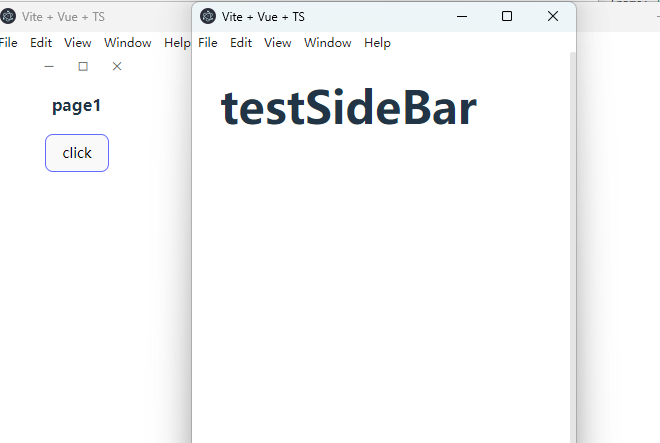 Vite + Vue + TS
File Edit View Window Help
page1
click
Vite + Vue + TS
File Edit View Window Help
testSideBar